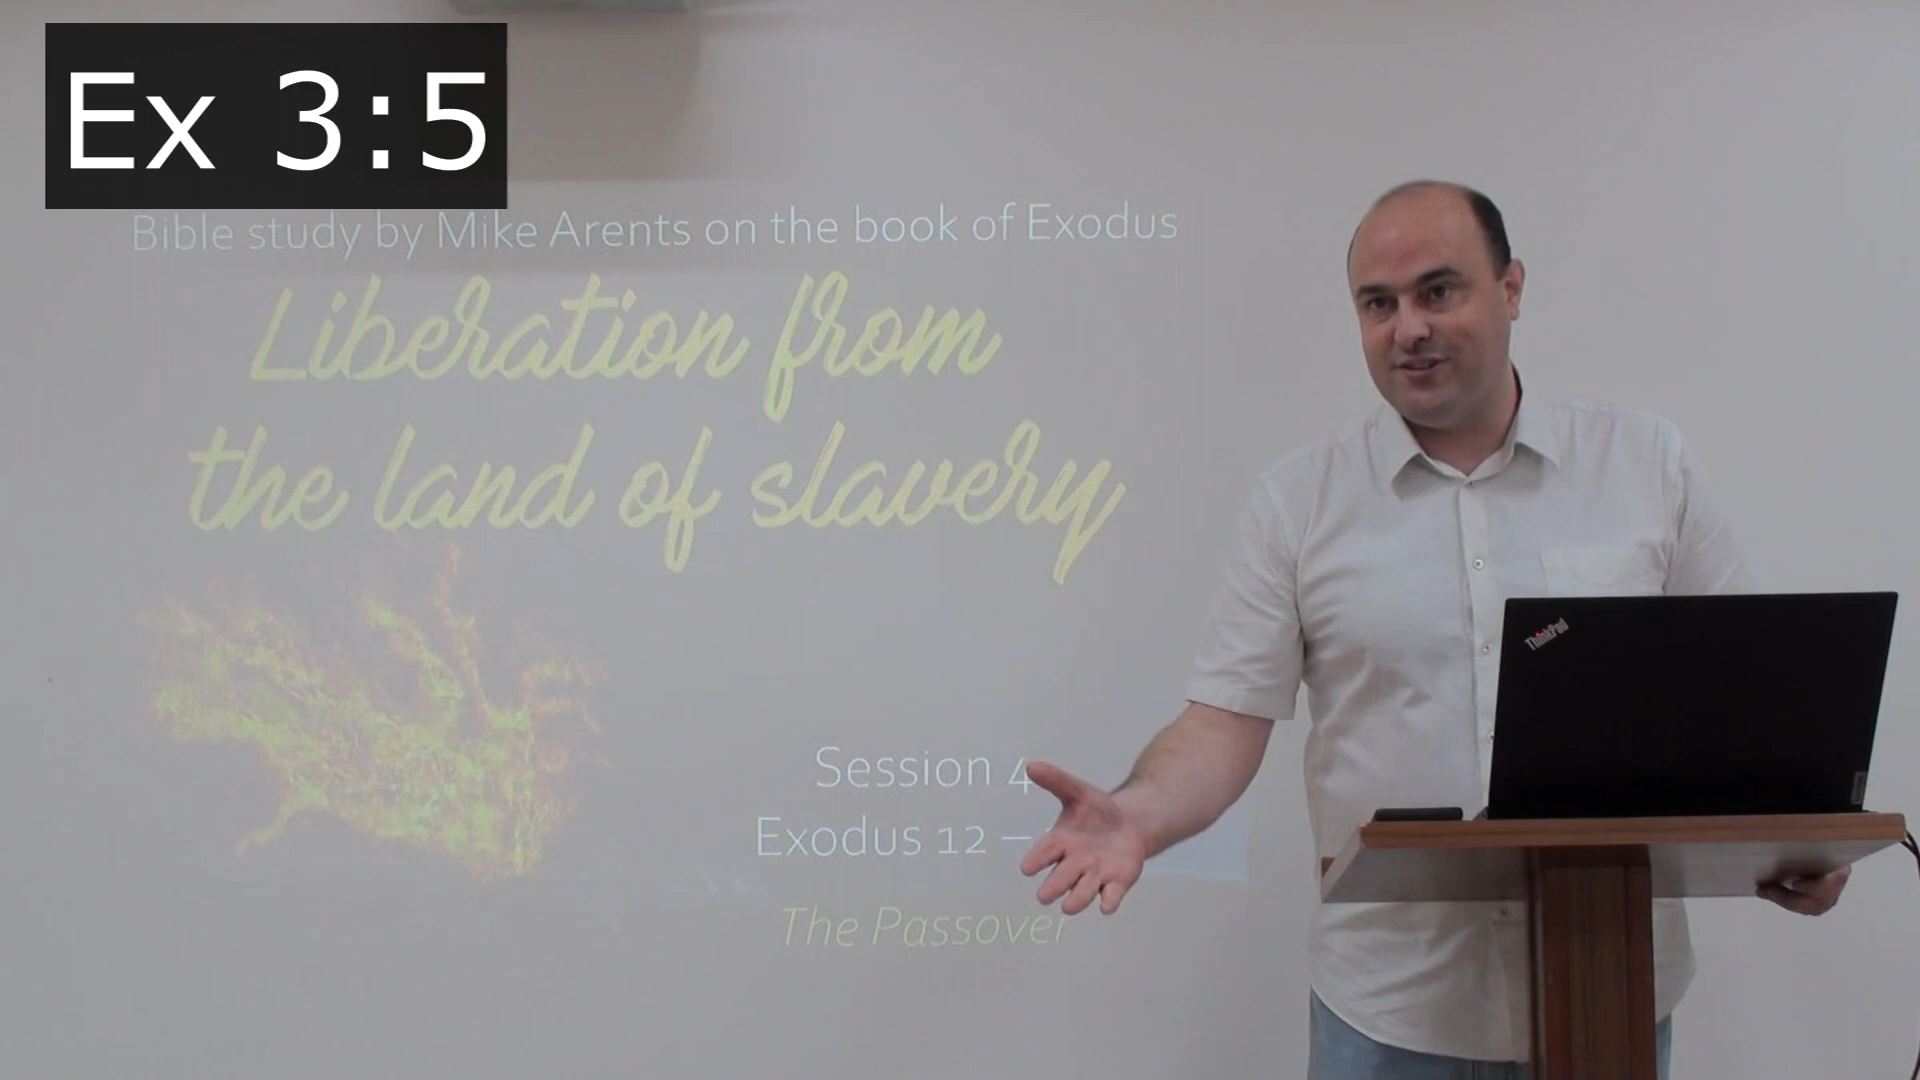 Ex 3:5
Bible study by Mike Arents on the book of Exodus
Liberation from
the land of slavery
Session 4
Exodus 12 –
The Passover
ThinkPad